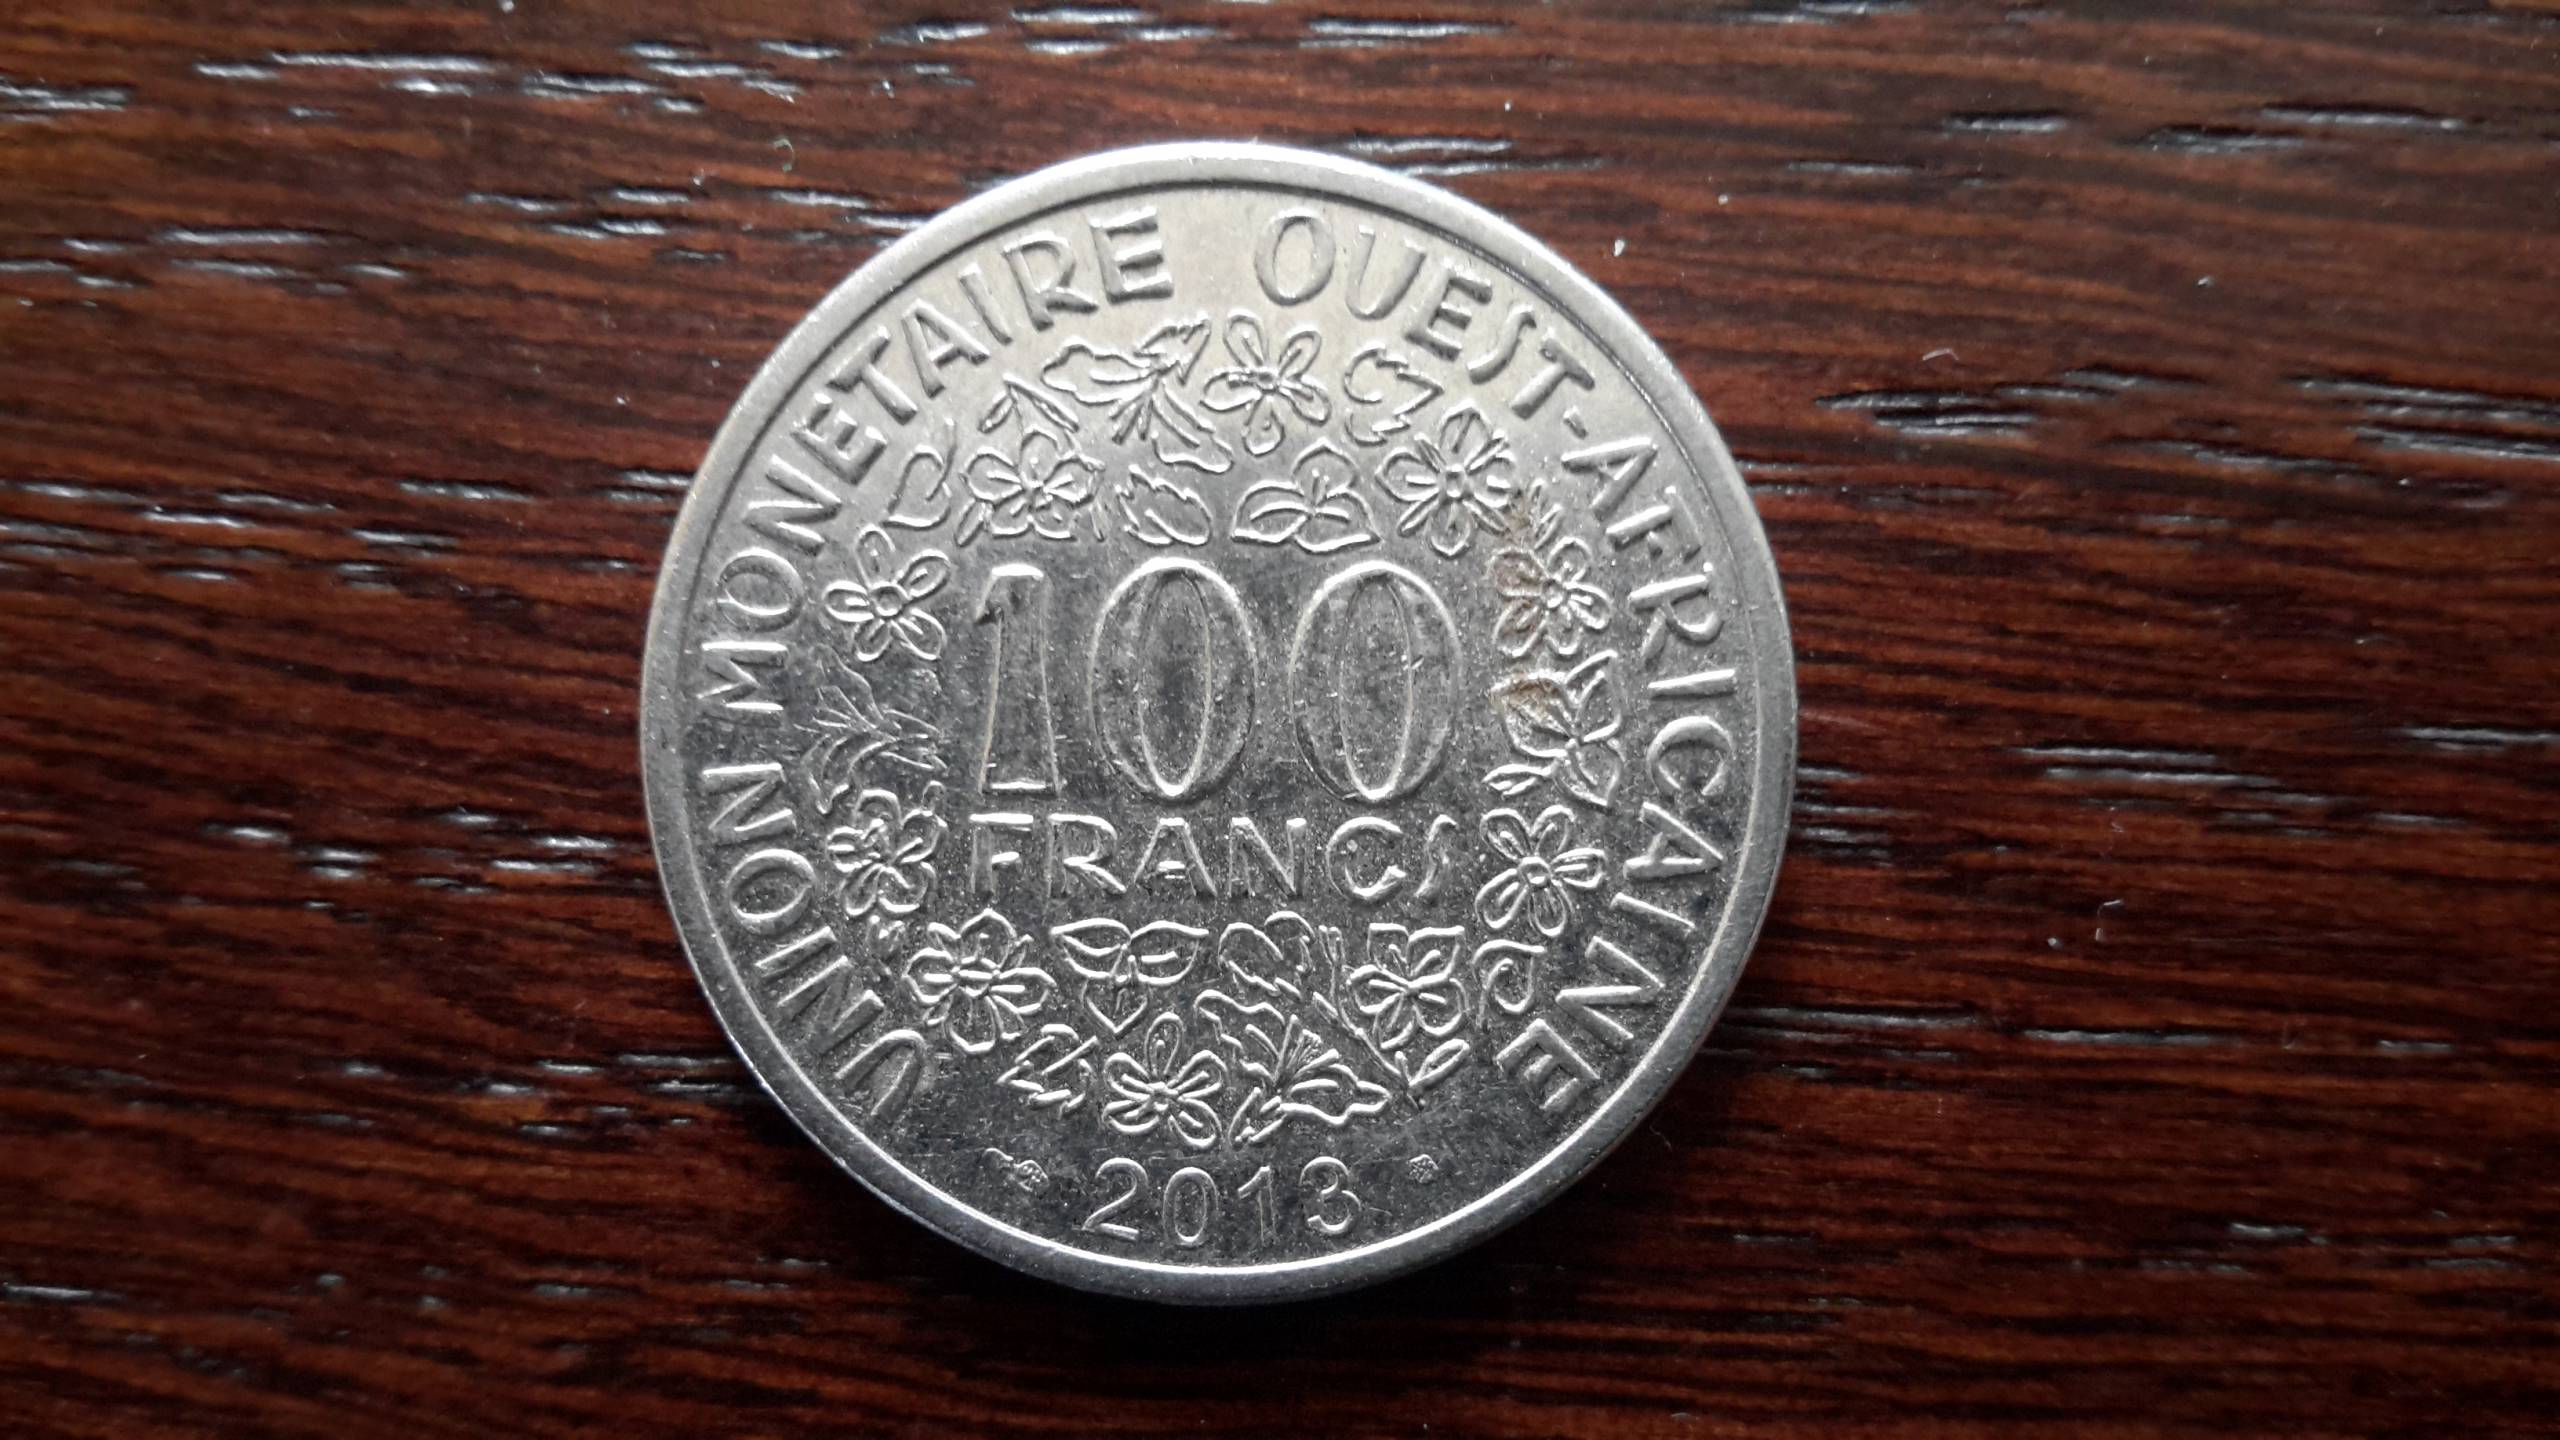 UNION MONETAIRE OUEST-AFRICAINE
100
FRANCS
2013